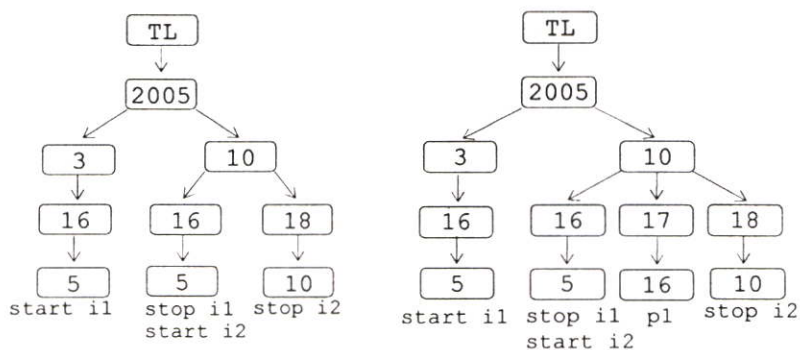 TL
2005
3 10
16 16 18
5 5 10
start i1 stop i1 stop i2
start i2
TL
2005
3 10
16 16 17 18
5 5 16 10
start i1 stop i1 p1 stop i2
start i2